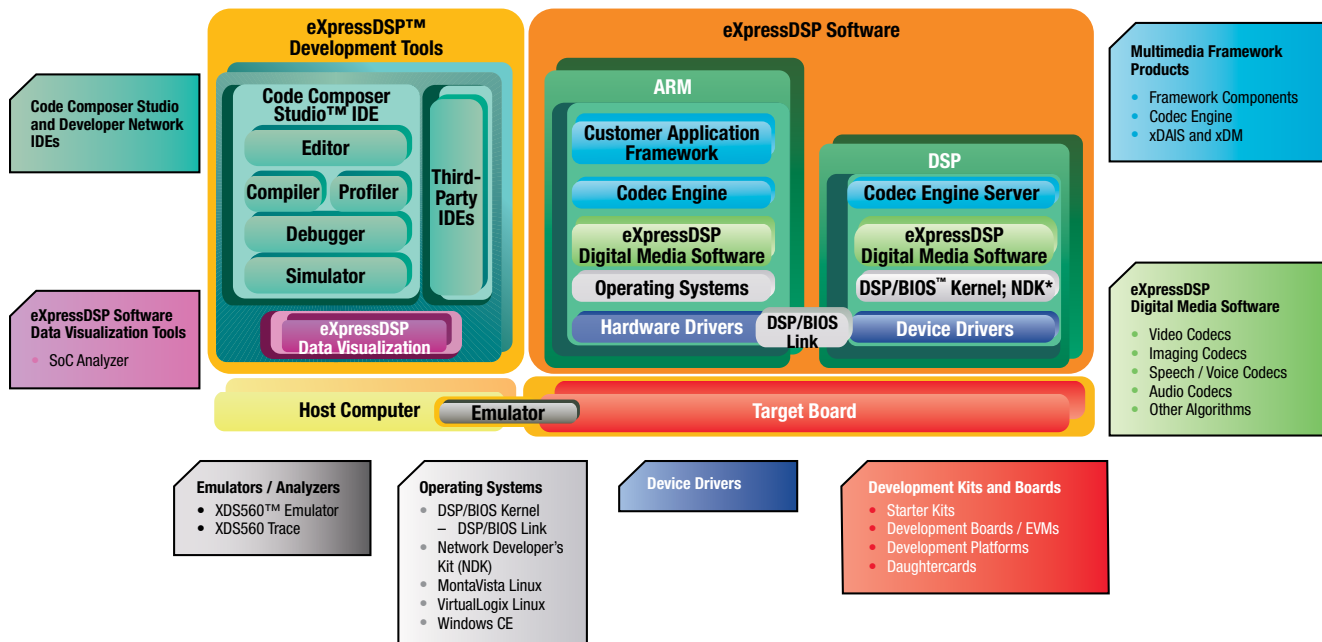 eXpressDSP™
Development Tools
eXpressDSP Software
Code Composer Studio
and Developer Network
IDEs
eXpressDSP Software
Data Visualization Tools
• SoC Analyzer
Code Composer
Studio™ IDE
Editor
Compiler
Profiler
Debugger
Simulator
Third-
Party
IDEs
eXpressDSP
Data Visualization
ARM
Customer Application
Framework
Codec Engine
eXpressDSP
Digital Media Software
Operating Systems
Hardware Drivers
DSP/BIOS
Link
DSP
Codec Engine Server
eXpressDSP
Digital Media Software
DSP/BIOS™ Kernel; NDK*
Device Drivers
Host Computer
Emulator
Target Board
Multimedia Framework
Products
• Framework Components
• Codec Engine
• xDAIS and xDM
eXpressDSP
Digital Media Software
• Video Codecs
• Imaging Codecs
• Speech / Voice Codecs
• Audio Codecs
• Other Algorithms
Emulators / Analyzers
• XDS560™ Emulator
• XDS560 Trace
Operating Systems
• DSP/BIOS Kernel
– DSP/BIOS Link
• Network Developer's
Kit (NDK)
• MontaVista Linux
• VirtualLogix Linux
• Windows CE
Device Drivers
Development Kits and Boards
• Starter Kits
• Development Boards / EVMs
• Development Platforms
• Daughtercards